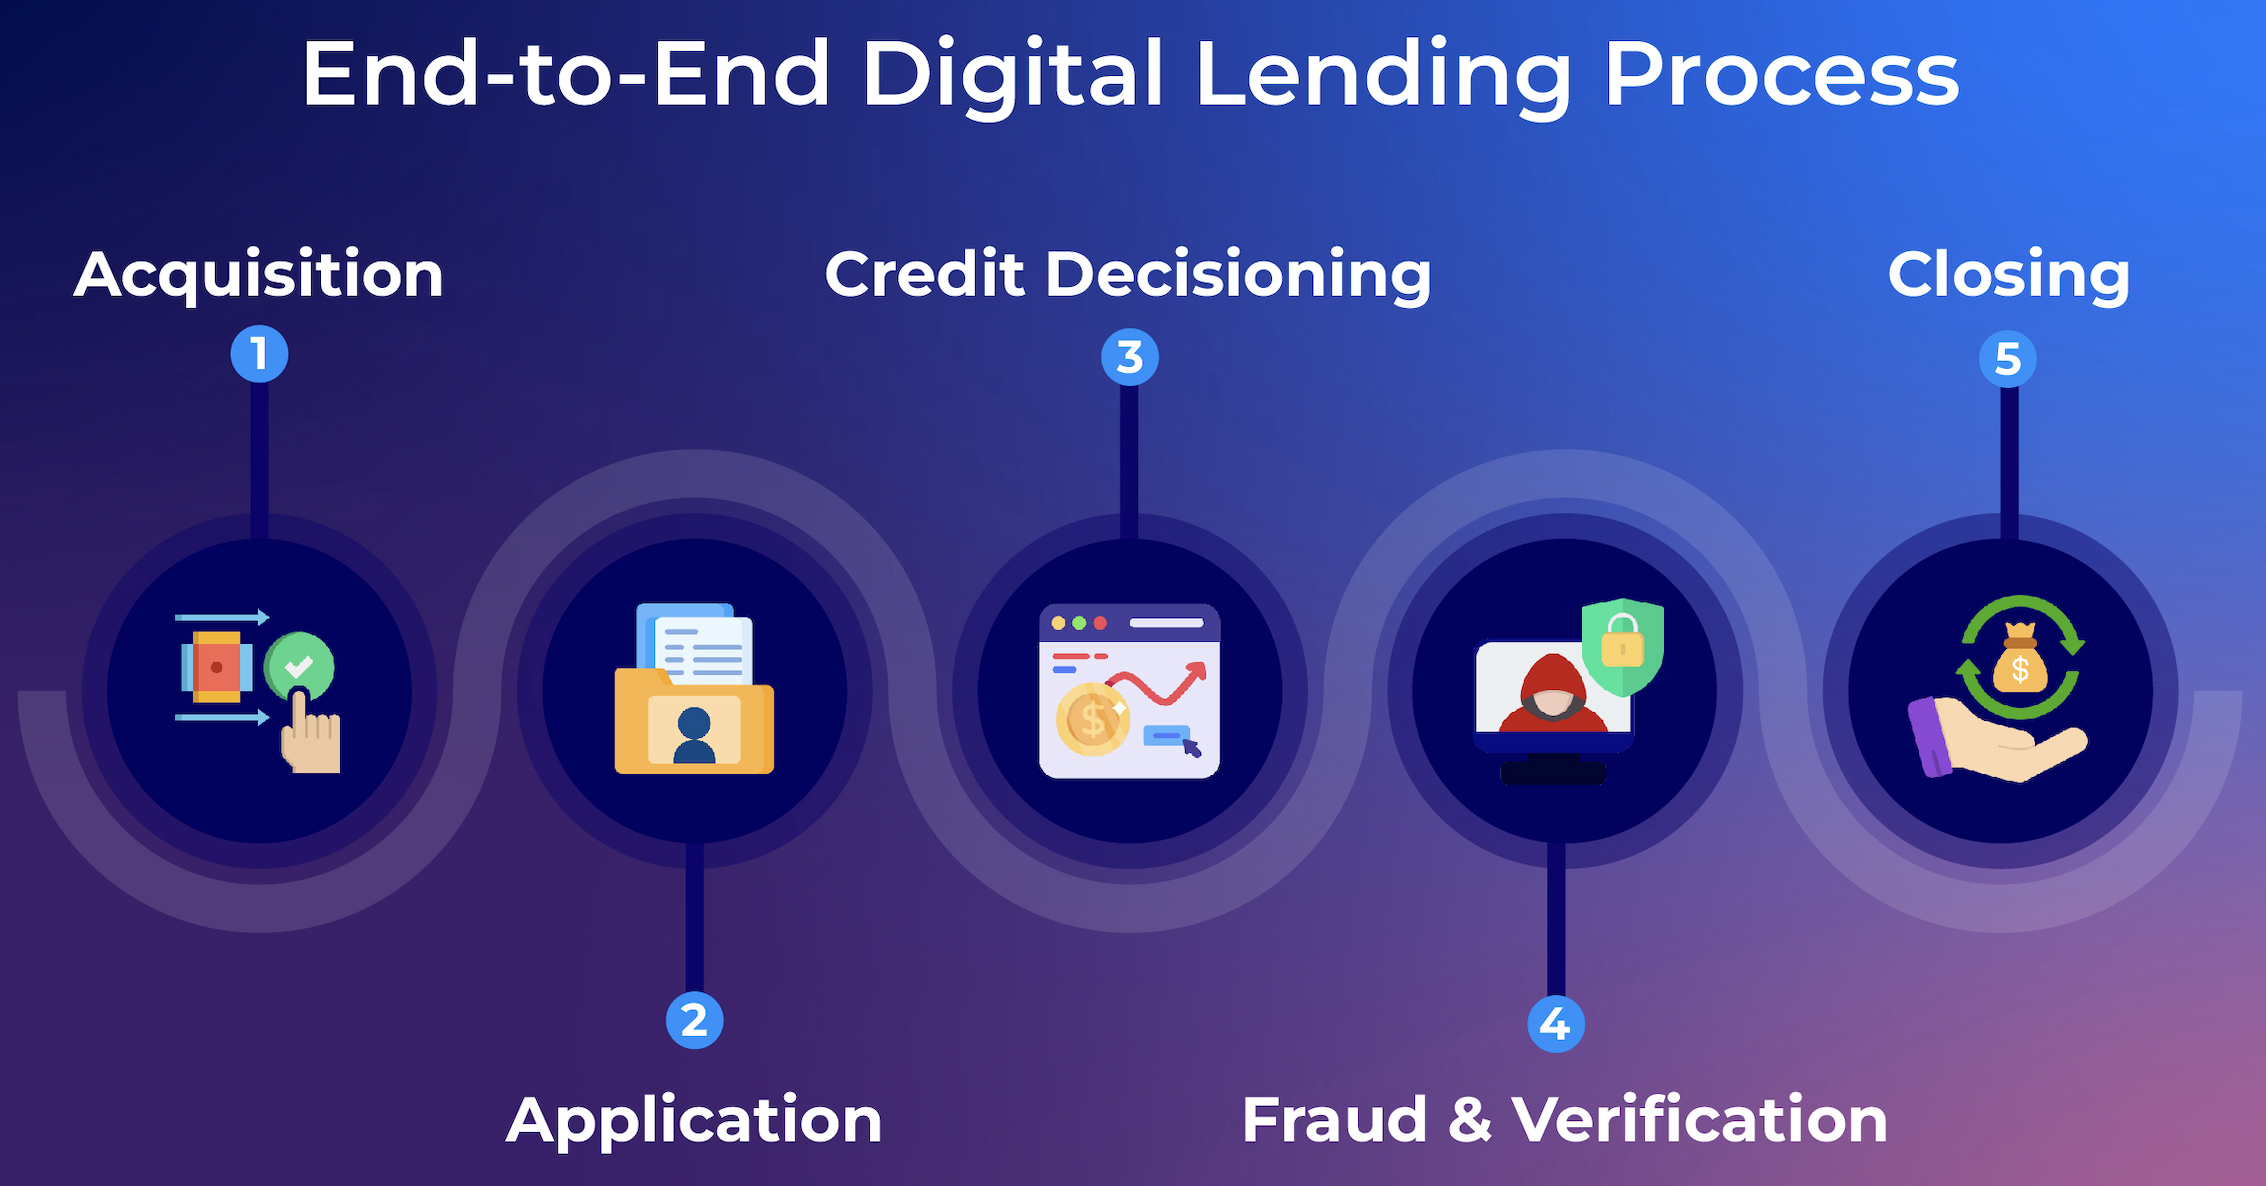 End-to-End Digital Lending Process
Acquisition
1
2
Application
Credit Decisioning
3
$
4
Fraud & Verification
Closing
5
$